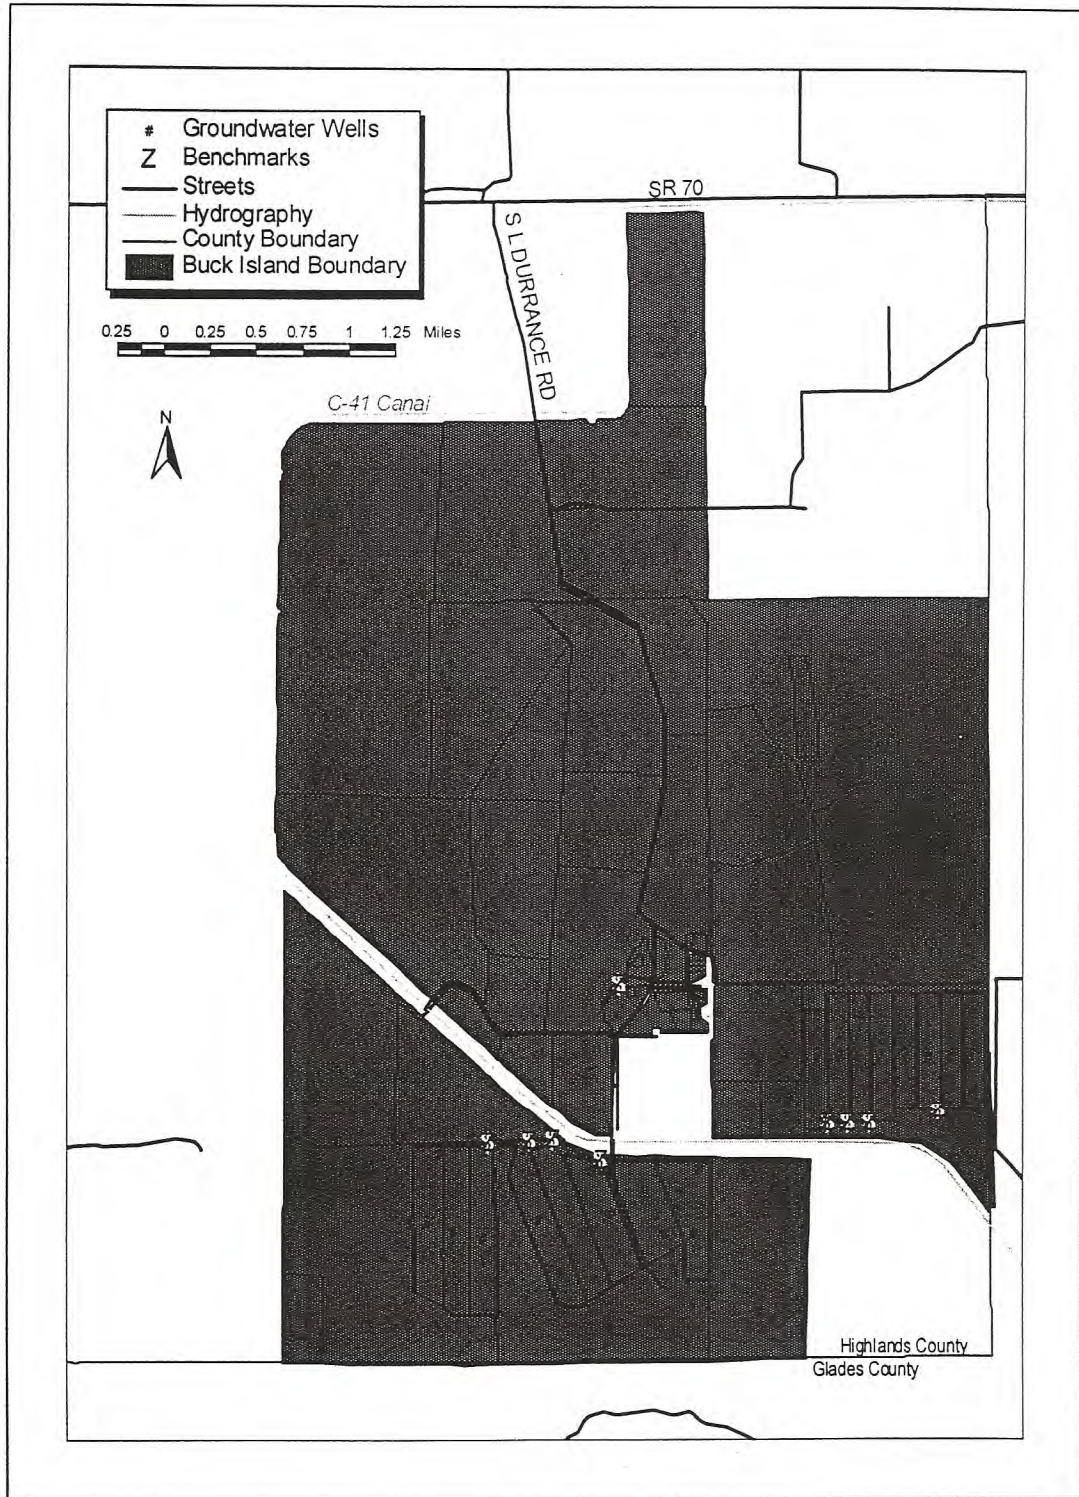 # Groundwater Wells
Z Benchmarks
Streets
Hydrography
County Boundary
Buck Island Boundary
0.25 0 0.25 0.5 0.75 1 1.25 Miles
N
SR 70
S L DURRANCE RD
C-41 Canal
Highlands County
Glades County